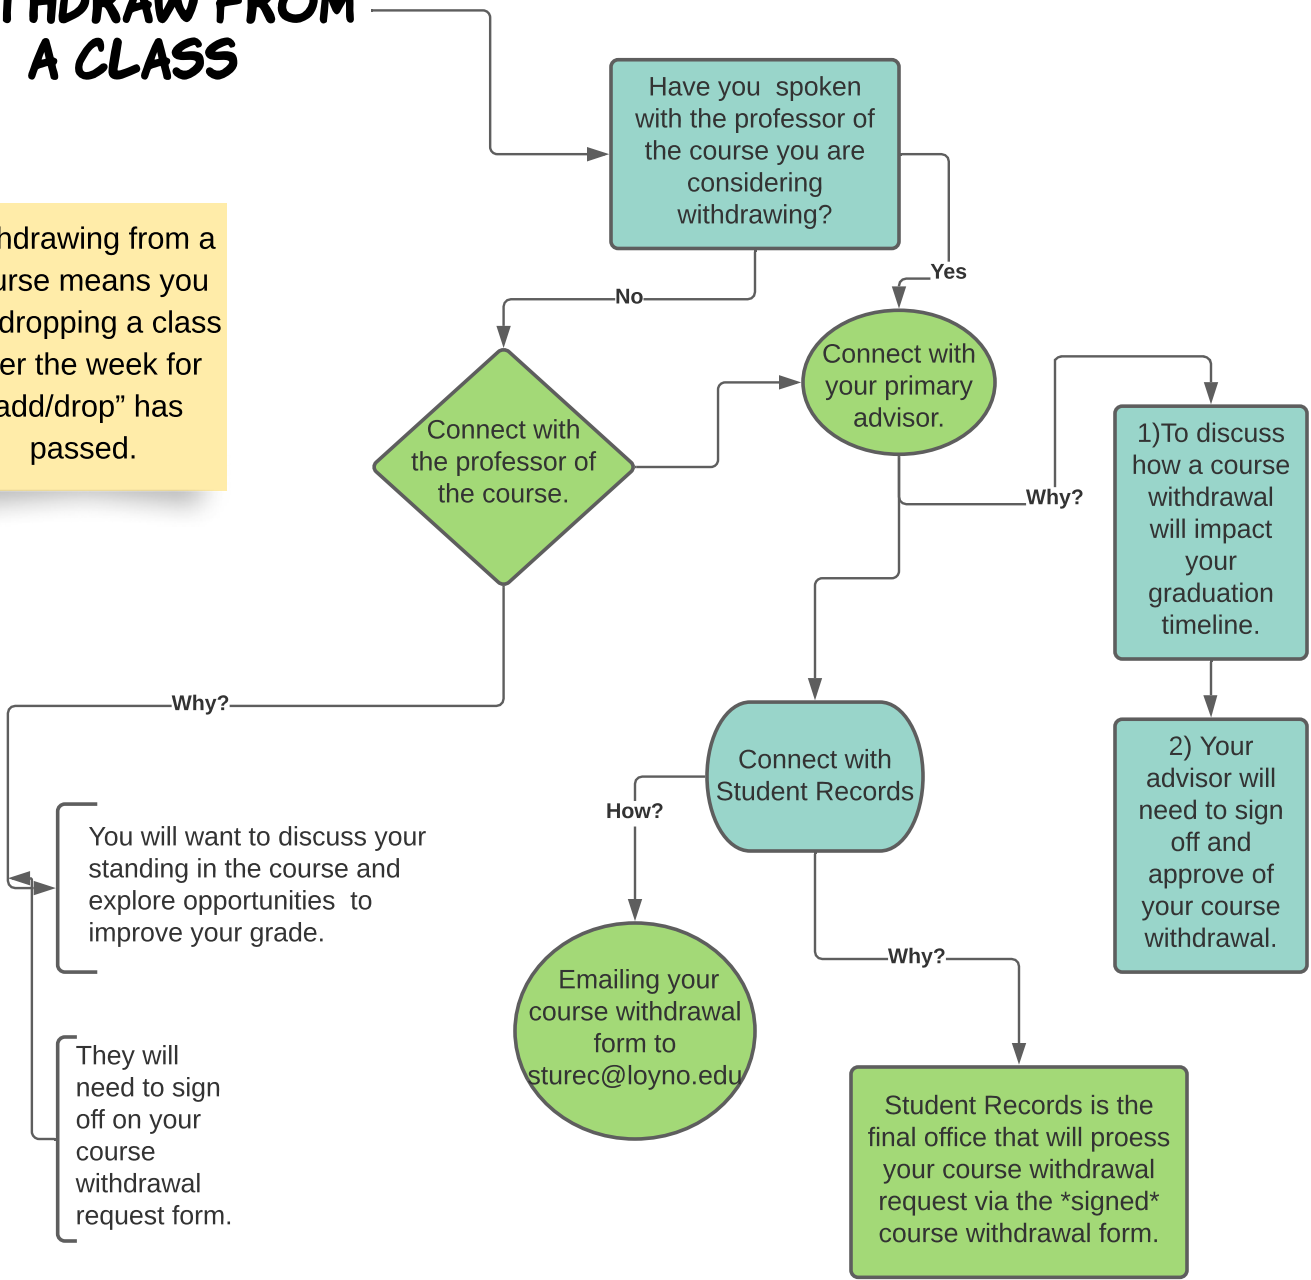 THDRAW FROM
A CLASS
hdrawing from a
urse means you
dropping a class
er the week for
add/drop” has
passed.
Have you  spoken
with the professor of
the course you are
considering
withdrawing?
No
Yes
Connect with
the professor of
the course.
Connect with
your primary
advisor.
Why?
1)To discuss
how a course
withdrawal
will impact
your
graduation
timeline.
2) Your
advisor will
need to sign
off and
approve of
your course
withdrawal.
Why?
You will want to discuss your
standing in the course and
explore opportunities  to
improve your grade.
They will
need to sign
off on your
course
withdrawal
request form.
Connect with
Student Records
How?
Emailing your
course withdrawal
form to
sturec@loyno.edu
Why?
Student Records is the
final office that will proess
your course withdrawal
request via the *signed*
course withdrawal form.